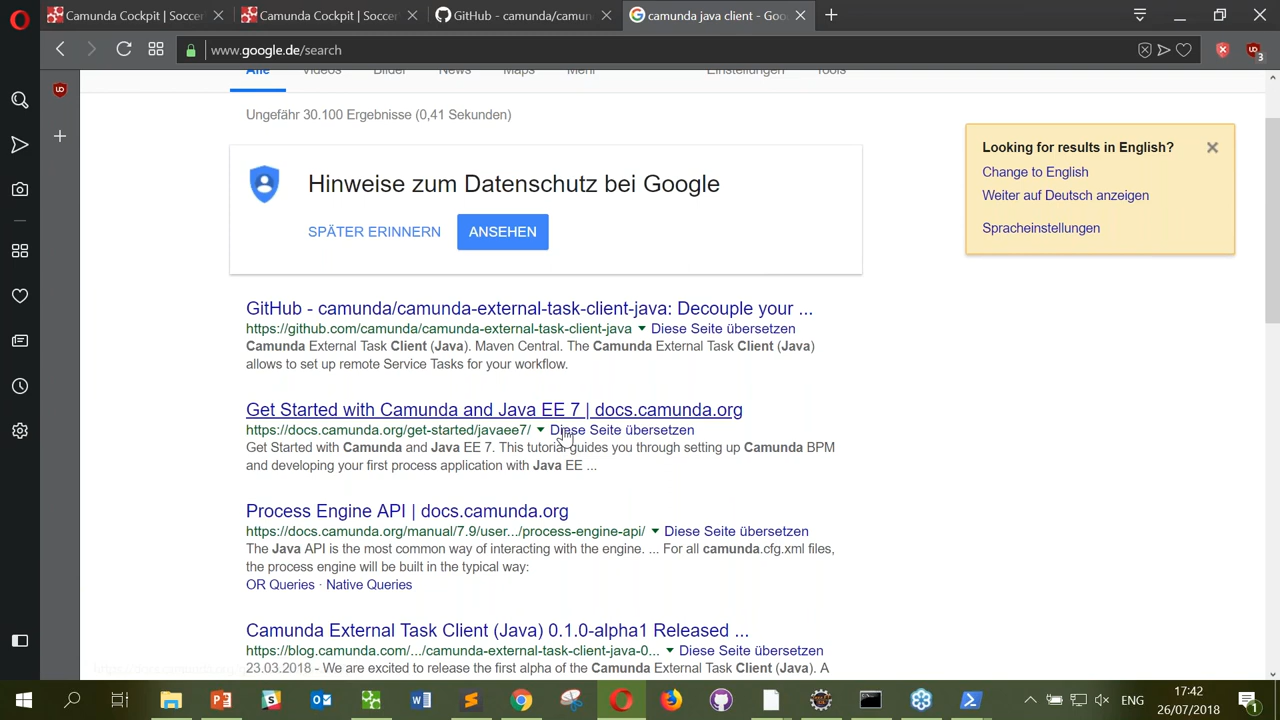 Camunda Cockpit | Soccer
Camunda Cockpit | Soccer
GitHub - camunda/camun
camunda java client - Goo
www.google.de/search
3
Alle Videos Bilder News Maps Mehr Einstellungen Tools
Ungefähr 30.100 Ergebnisse (0,41 Sekunden)
Looking for results in English?
Change to English
Weiter auf Deutsch anzeigen
Spracheinstellungen
Hinweise zum Datenschutz bei Google
SPÄTER ERINNERN ANSEHEN
GitHub - camunda/camunda-external-task-client-java: Decouple your ...
https://github.com/camunda/camunda-external-task-client-java Diese Seite übersetzen
Camunda External Task Client (Java). Maven Central. The Camunda External Task Client (Java)
allows to set up remote Service Tasks for your workflow.
Get Started with Camunda and Java EE 7 | docs.camunda.org
https://docs.camunda.org/get-started/javaee7/ Diese Seite übersetzen
Get Started with Camunda and Java EE 7. This tutorial guides you through setting up Camunda BPM
and developing your first process application with Java EE ...
Process Engine API | docs.camunda.org
https://docs.camunda.org/manual/7.9/user.../process-engine-api/ Diese Seite übersetzen
The Java API is the most common way of interacting with the engine. ... For all camunda.cfg.xml files,
the process engine will be built in the typical way:
OR Queries · Native Queries
Camunda External Task Client (Java) 0.1.0-alpha1 Released ...
https://blog.camunda.com/.../camunda-external-task-client-java-0... Diese Seite übersetzen
23.03.2018 - We are excited to release the first alpha of the Camunda External Task Client (Java). A
ENG
17:42
26/07/2018
1